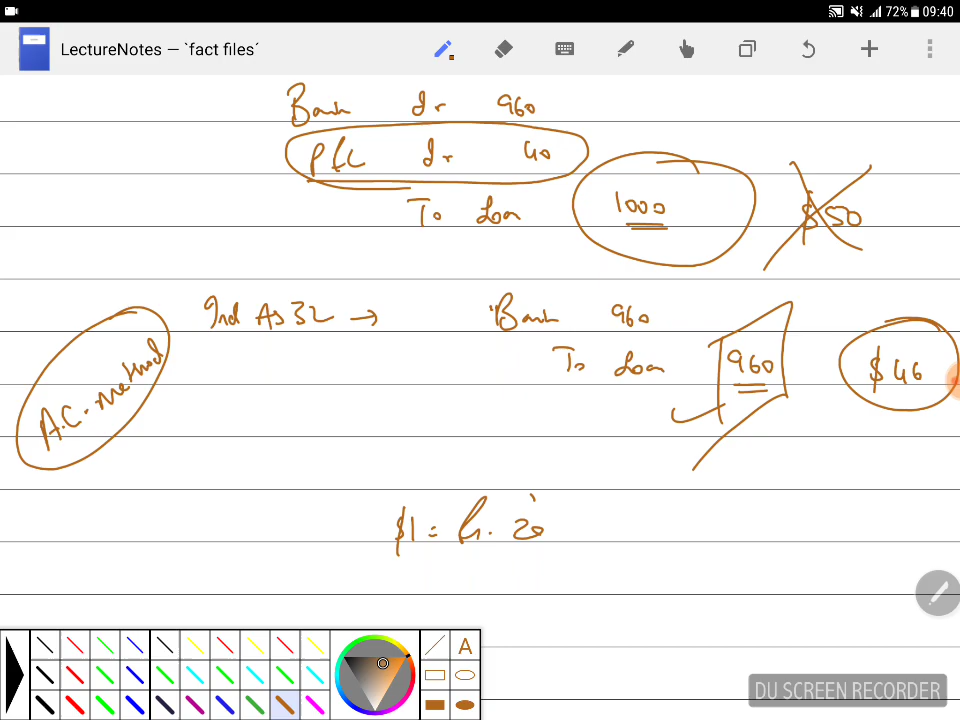 72% 09:40
LectureNotes — `fact files´
Bank dr 960
P&L dr 40
To Loan 1000 $50
Ind AS 32 → Bank 960
To Loan 960 $46
A.C. Method
$1 = Rs. 20
A
DU SCREEN RECORDER